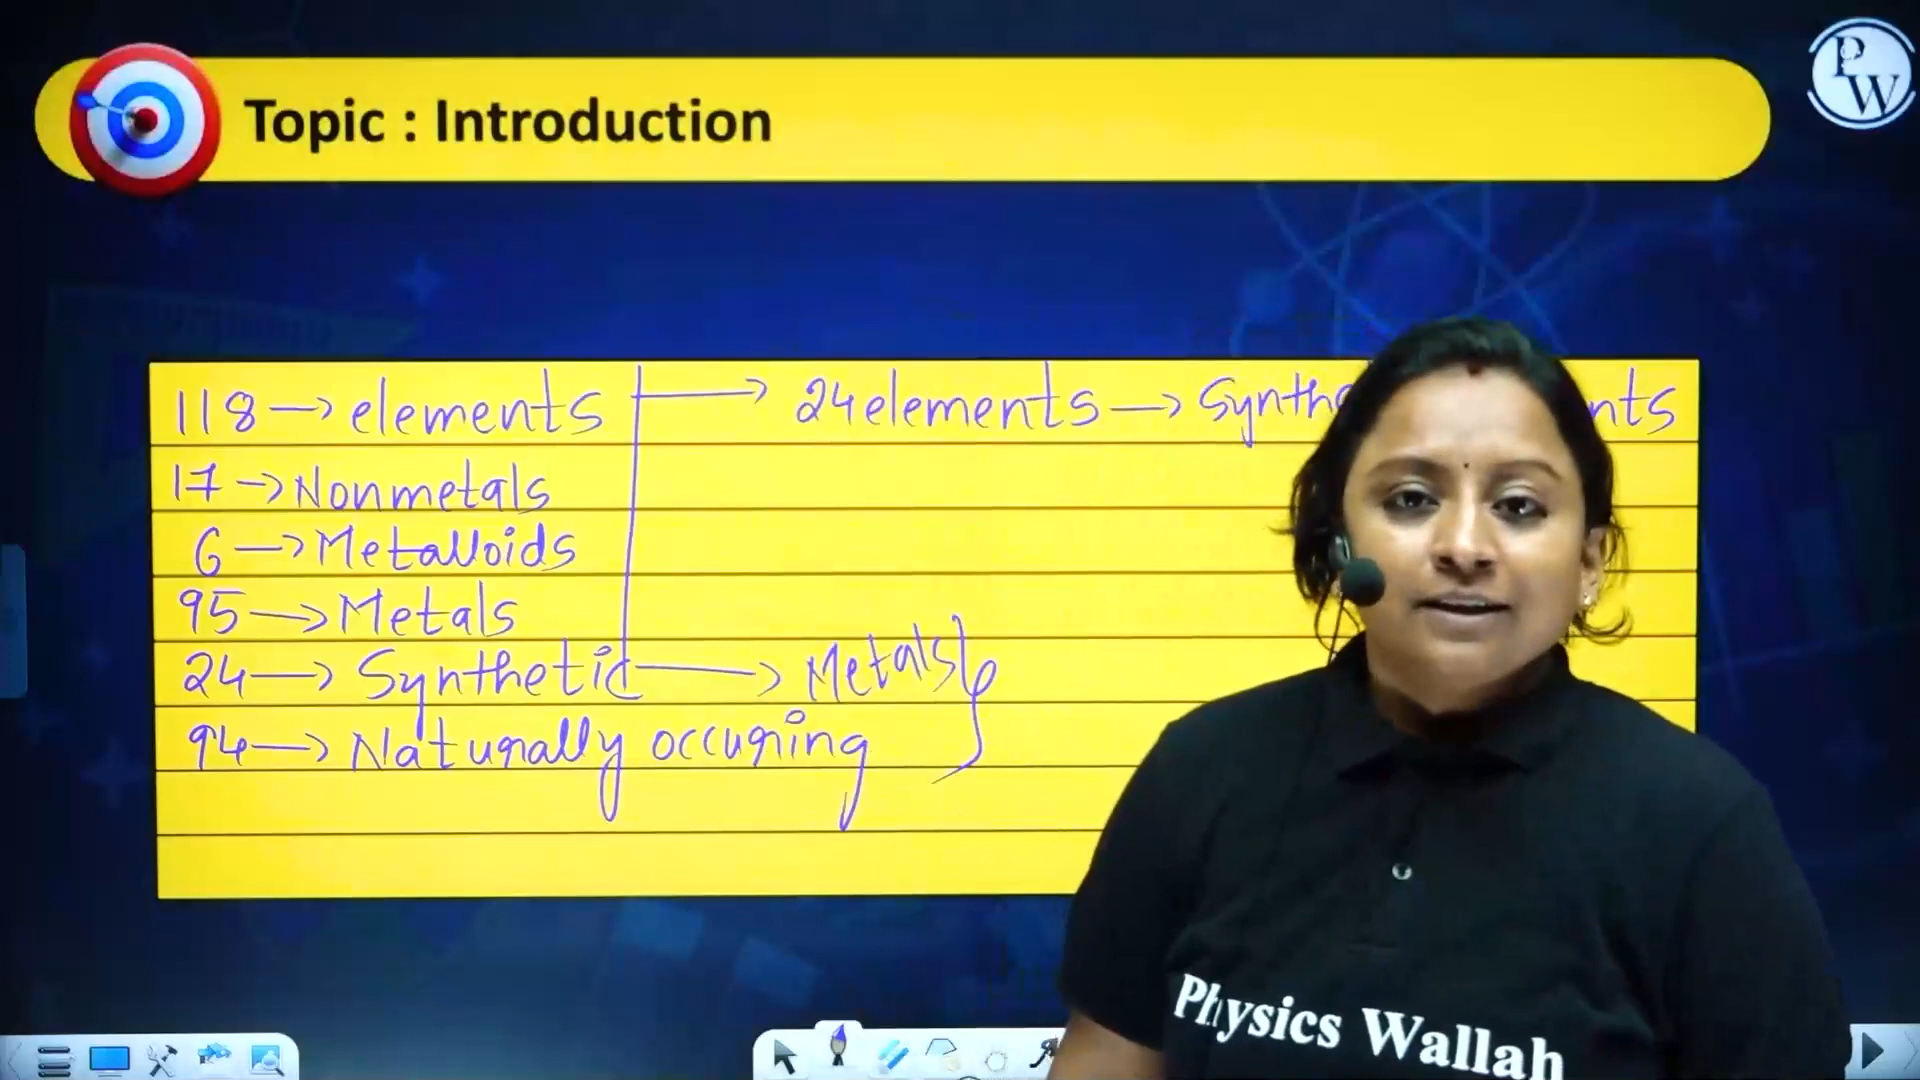 Topic : Introduction
PW
118 → elements → 24 elements → Synthe nts
17 → Nonmetals
6 → Metalloids
95 → Metals
24 → Synthetic → Metals
94 → Naturally occuring
Physics Wallah